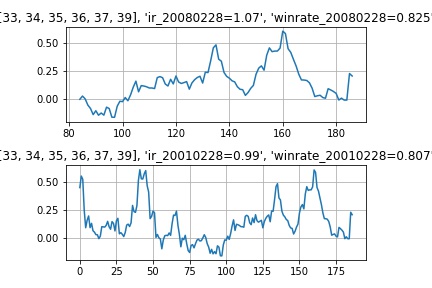 [33, 34, 35, 36, 37, 39], 'ir_20080228=1.07', 'winrate_20080228=0.825'
0.50
0.25
0.00
80 100 120 140 160 180
[33, 34, 35, 36, 37, 39], 'ir_20010228=0.99', 'winrate_20010228=0.807'
0.50
0.25
0.00
0 25 50 75 100 125 150 175